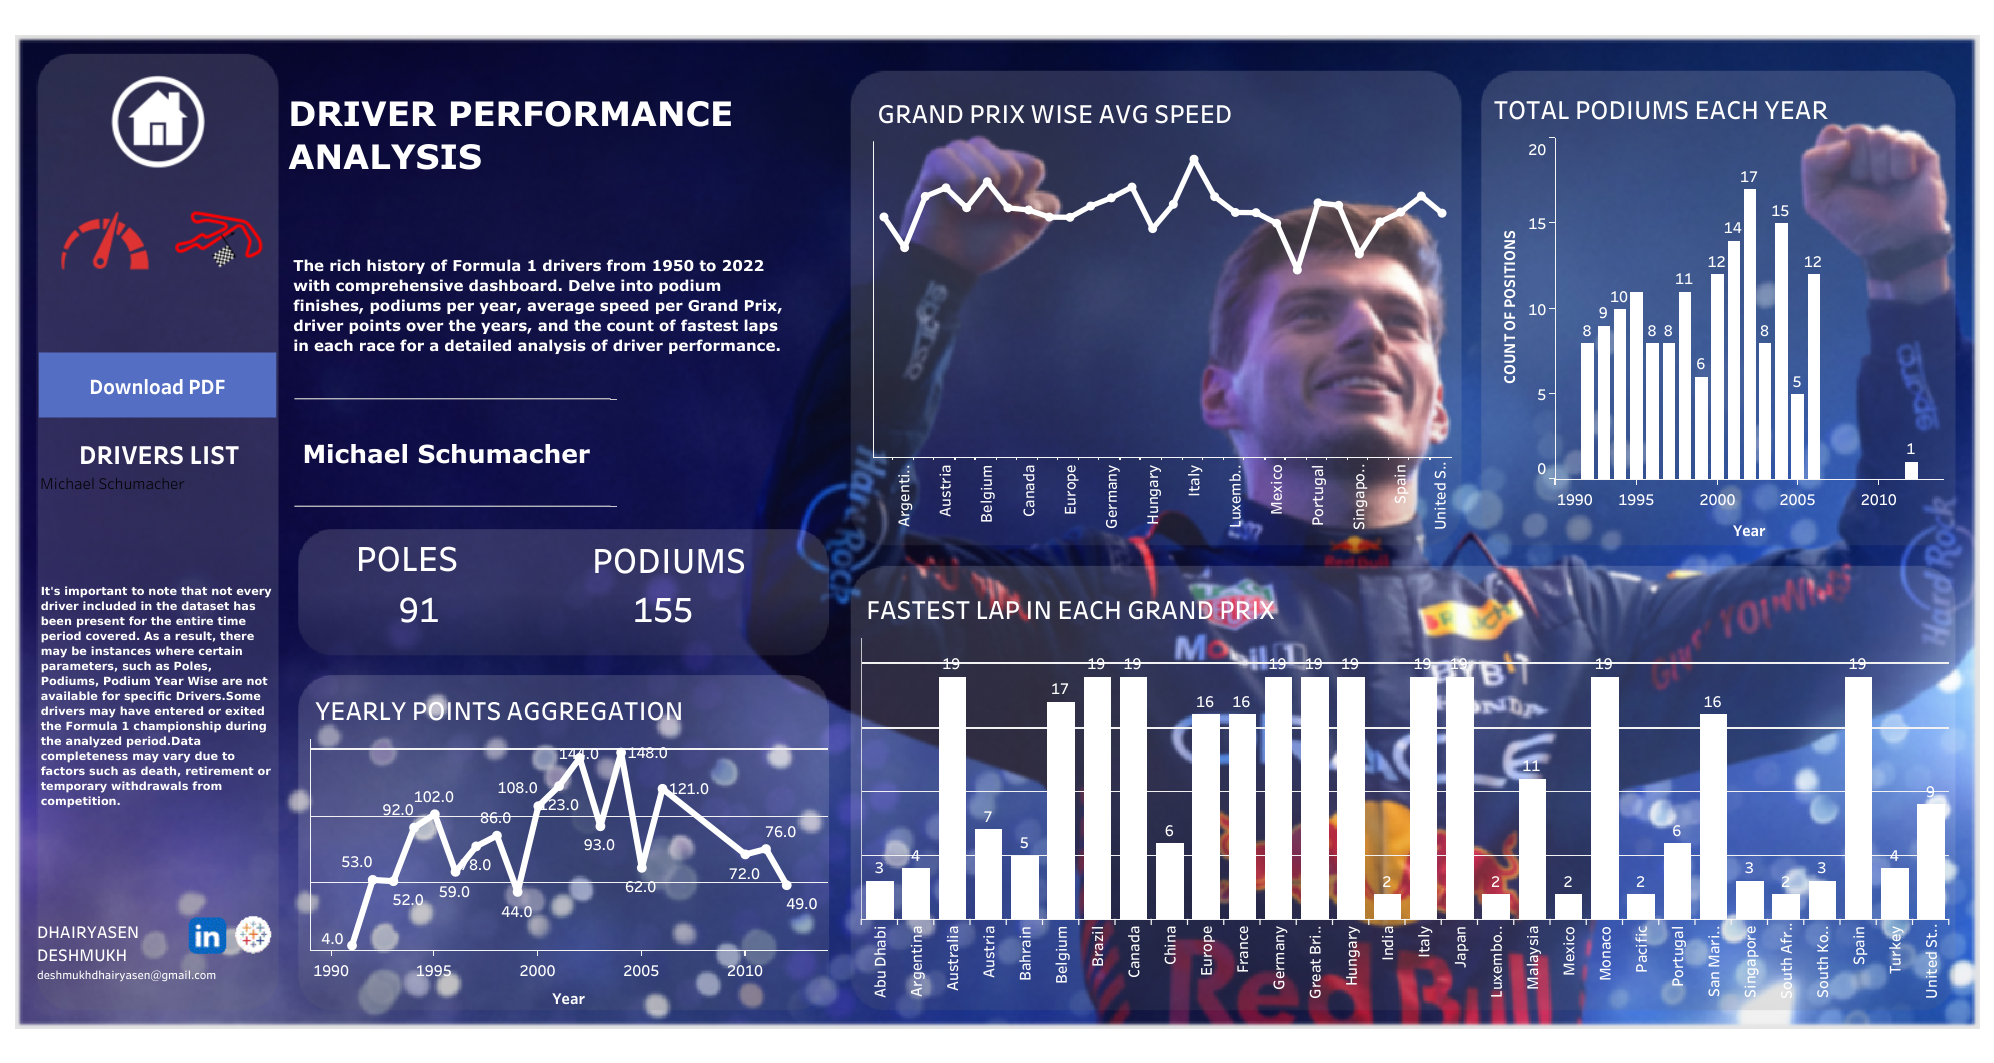 DRIVER PERFORMANCE
ANALYSIS
The rich history of Formula 1 drivers from 1950 to 2022
with comprehensive dashboard. Delve into podium
finishes, podiums per year, average speed per Grand Prix,
driver points over the years, and the count of fastest laps
in each race for a detailed analysis of driver performance.
Download PDF
DRIVERS LIST
Michael Schumacher
It's important to note that not every
driver included in the dataset has
been present for the entire time
period covered. As a result, there
may be instances where certain
parameters, such as Poles,
Podiums, Podium Year Wise are not
available for specific Drivers.Some
drivers may have entered or exited
the Formula 1 championship during
the analyzed period.Data
completeness may vary due to
factors such as death, retirement or
temporary withdrawals from
competition.
DHAIRYASEN
DESHMUKH
deshmukhdhairyasen@gmail.com
in
Michael Schumacher
POLES PODIUMS
91 155
YEARLY POINTS AGGREGATION
4.0 53.0 52.0 92.0 102.0 59.0 86.0 44.0 108.0 123.0 144.0 93.0 148.0 62.0 121.0 72.0 76.0 49.0
1990 1995 2000 2005 2010
Year
GRAND PRIX WISE AVG SPEED
Argenti.. Austria Belgium Canada Europe Germany Hungary Italy Luxemb.. Mexico Portugal Singapo.. Spain United S..
TOTAL PODIUMS EACH YEAR
COUNT OF POSITIONS
20
15
10
5
0
8 9 10 8 8 11 6 12 14 17 8 15 5 12 1
1990 1995 2000 2005 2010
Year
FASTEST LAP IN EACH GRAND PRIX
3 4 19 7 5 17 19 19 6 16 16 19 19 19 2 19 19 2 11 2 19 2 6 16 3 2 3 19 4 9
Abu Dhabi Argentina Australia Austria Bahrain Belgium Brazil Canada China Europe France Germany Great Bri.. Hungary India Italy Japan Luxembo.. Malaysia Mexico Monaco Pacific Portugal San Mari.. Singapore South Afr.. South Ko.. Spain Turkey United St..
Hard Rock
Red Bull
Mobil 1
BYBIT
HONDA
ORACLE
Hard Rock
Red Bull